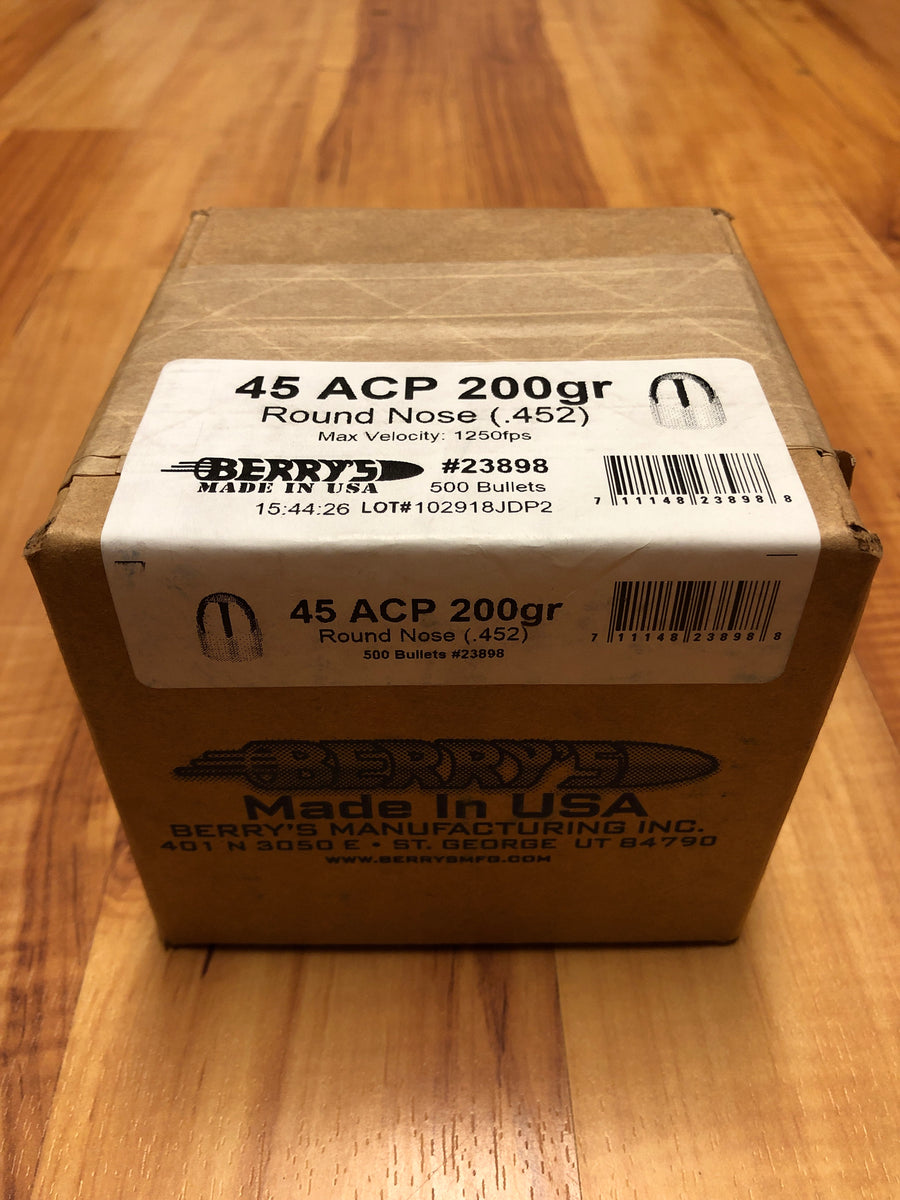 45 ACP 200gr
Round Nose (.452)
Max Velocity: 1250fps
BERRY'S #23898
MADE IN USA 500 Bullets
15:44:26 LOT#102918JDP2
7 11148 23898 8
45 ACP 200gr
Round Nose (.452)
500 Bullets #23898
7 11148 23898 8
BERRY'S
Made In USA
BERRY'S MANUFACTURING INC.
401 N 3050 E • ST. GEORGE UT 84790
WWW.BERRYSMFG.COM